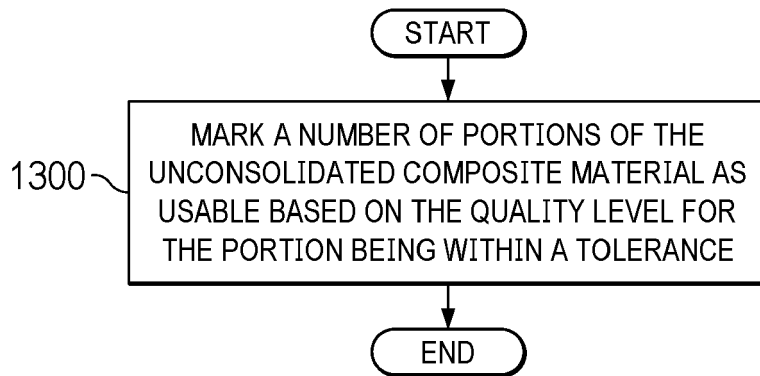 START
1300
MARK A NUMBER OF PORTIONS OF THE
UNCONSOLIDATED COMPOSITE MATERIAL AS
USABLE BASED ON THE QUALITY LEVEL FOR
THE PORTION BEING WITHIN A TOLERANCE
END